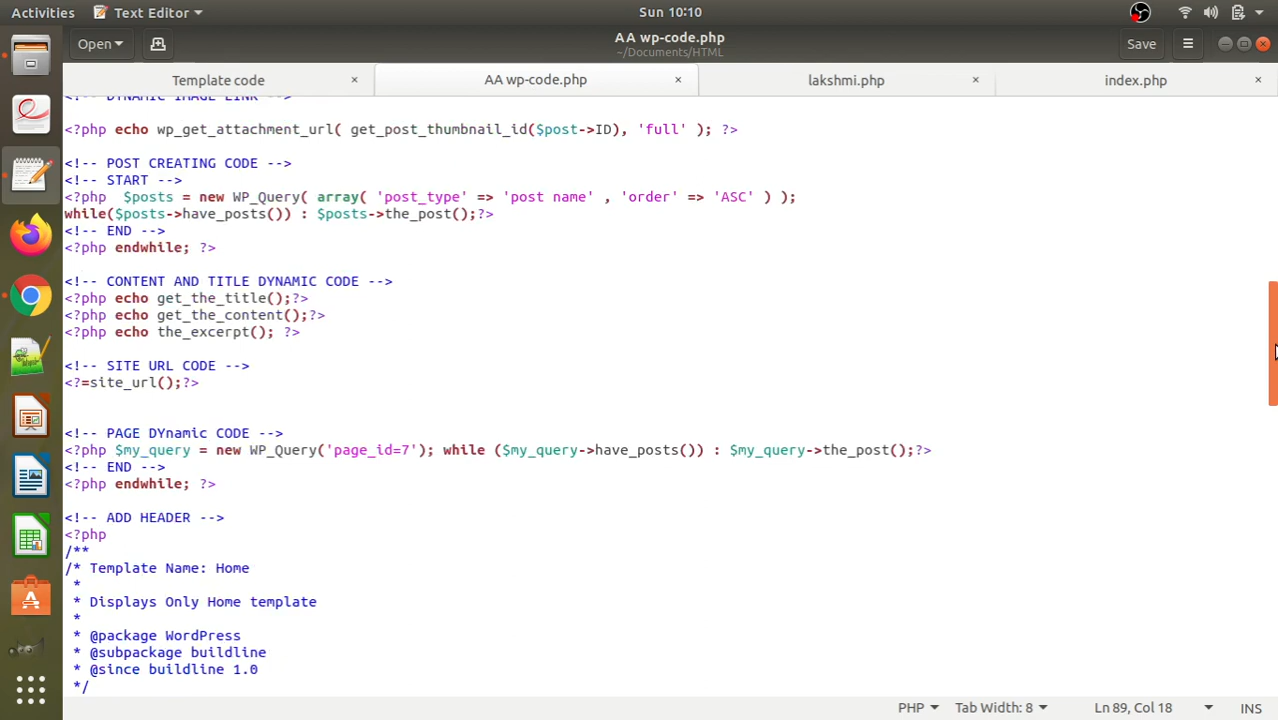 Activities
Text Editor
Sun 10:10
Open
AA wp-code.php
~/Documents/HTML
Save
Template code
AA wp-code.php
lakshmi.php
index.php
<!-- DYNAMIC IMAGE LINK -->
<?php echo wp_get_attachment_url( get_post_thumbnail_id($post->ID), 'full' ); ?>
<!-- POST CREATING CODE -->
<!-- START -->
<?php  $posts = new WP_Query( array( 'post_type' => 'post name' , 'order' => 'ASC' ) );
while($posts->have_posts()) : $posts->the_post();?>
<!-- END -->
<?php endwhile; ?>
<!-- CONTENT AND TITLE DYNAMIC CODE -->
<?php echo get_the_title();?>
<?php echo get_the_content();?>
<?php echo the_excerpt(); ?>
<!-- SITE URL CODE -->
<?=site_url();?>
<!-- PAGE DYnamic CODE -->
<?php $my_query = new WP_Query('page_id=7'); while ($my_query->have_posts()) : $my_query->the_post();?>
<!-- END -->
<?php endwhile; ?>
<!-- ADD HEADER -->
<?php
/**
/* Template Name: Home
 *
 * Displays Only Home template
 *
 * @package WordPress
 * @subpackage buildline
 * @since buildline 1.0
 */
PHP
Tab Width: 8
Ln 89, Col 18
INS